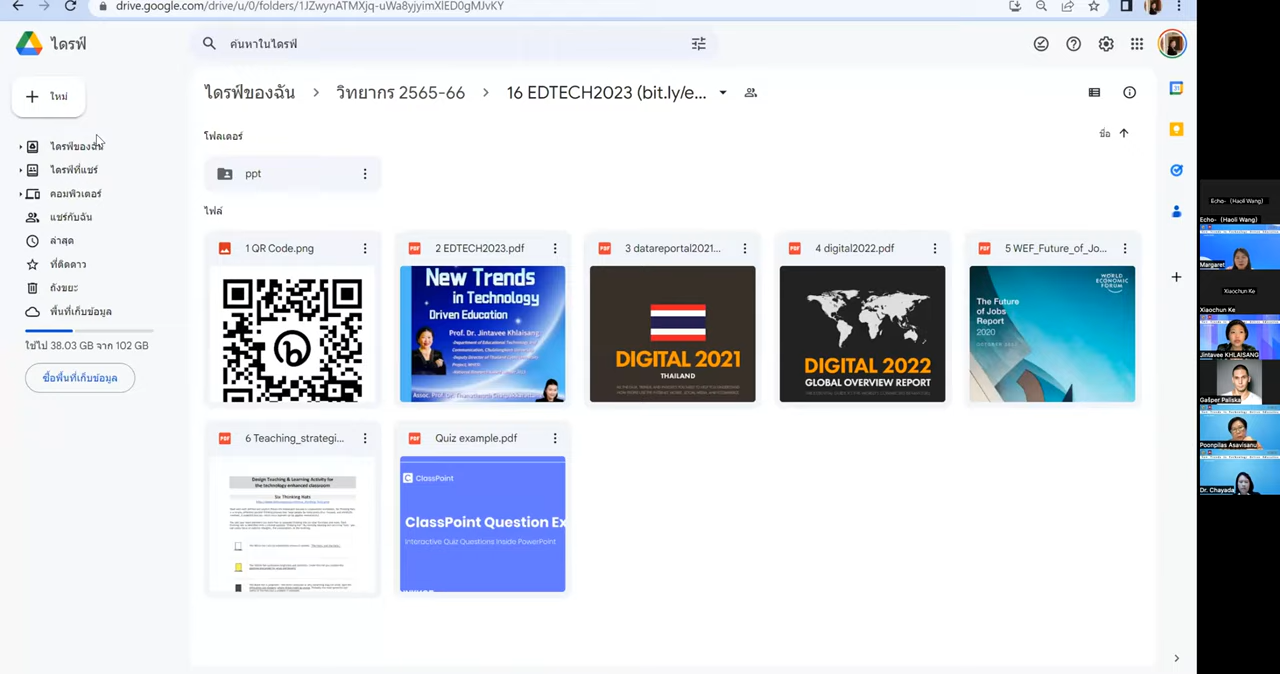 drive.google.com/drive/u/0/folders/1JZwynATMXjq-uWa8yjyimXlED0gMJvKY
ไดรฟ์
ค้นหาในไดรฟ์
ใหม่
ไดรฟ์ของฉัน
ไดรฟ์ที่แชร์
คอมพิวเตอร์
แชร์กับฉัน
ล่าสุด
ที่ติดดาว
ถังขยะ
พื้นที่เก็บข้อมูล
ใช้ไป 38.03 GB จาก 102 GB
ซื้อพื้นที่เก็บข้อมูล
ไดรฟ์ของฉัน > วิทยากร 2565-66 > 16 EDTECH2023 (bit.ly/e...
โฟลเดอร์
ชื่อ
ppt
ไฟล์
1 QR Code.png
2 EDTECH2023.pdf
New Trends
in Technology
Driven Education
Prof. Dr. Jintavee Khlaisang
3 datareportal2021...
DIGITAL 2021
THAILAND
4 digital2022.pdf
DIGITAL 2022
GLOBAL OVERVIEW REPORT
5 WEF_Future_of_Jo...
WORLD
ECONOMIC
FORUM
The Future
of Jobs
Report
2020
OCTOBER 2020
6 Teaching_strategi...
Design Teaching & Learning Activity for
the technology enhanced classroom
Six Thinking Hats
Quiz example.pdf
ClassPoint
ClassPoint Question Ex
Interactive Quiz Questions Inside PowerPoint
Echo- (Haoli Wang)
Echo- (Haoli Wang)
Margaret
Xiaochun Ke
Xiaochun Ke
Jintavee KHLAISANG
Gašper Paliska
Poonpilas Asavisanu
Dr. Chayada